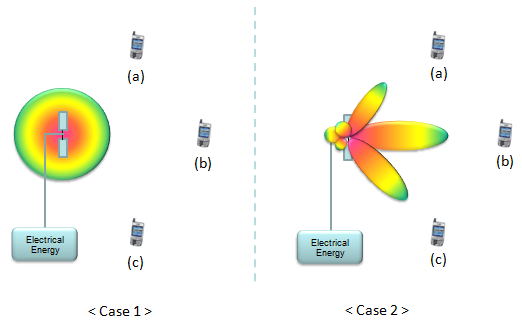 (a)
(b)
(c)
Electrical
Energy
< Case 1 >
(a)
(b)
(c)
Electrical
Energy
< Case 2 >